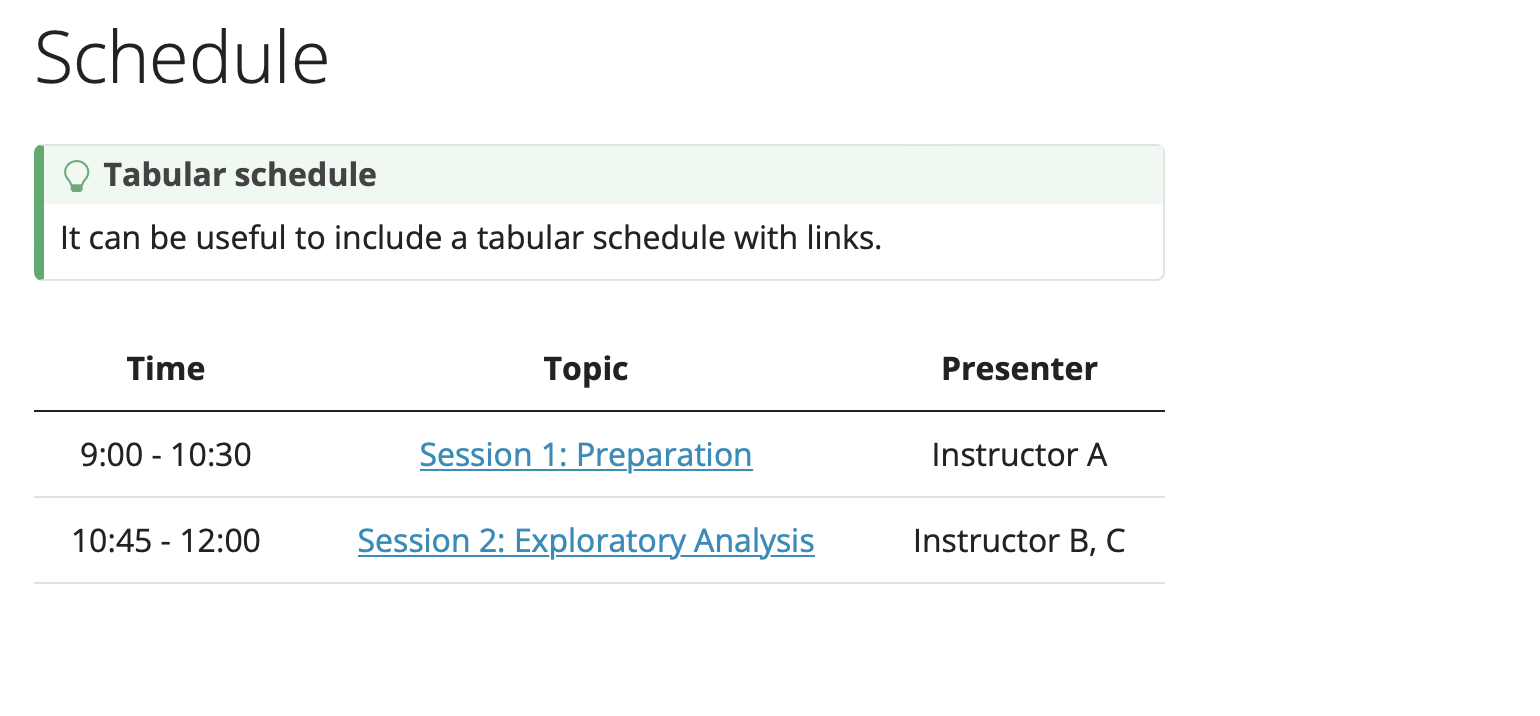 Schedule
Tabular schedule
It can be useful to include a tabular schedule with links.
Time Topic Presenter
9:00 - 10:30 Session 1: Preparation Instructor A
10:45 - 12:00 Session 2: Exploratory Analysis Instructor B, C